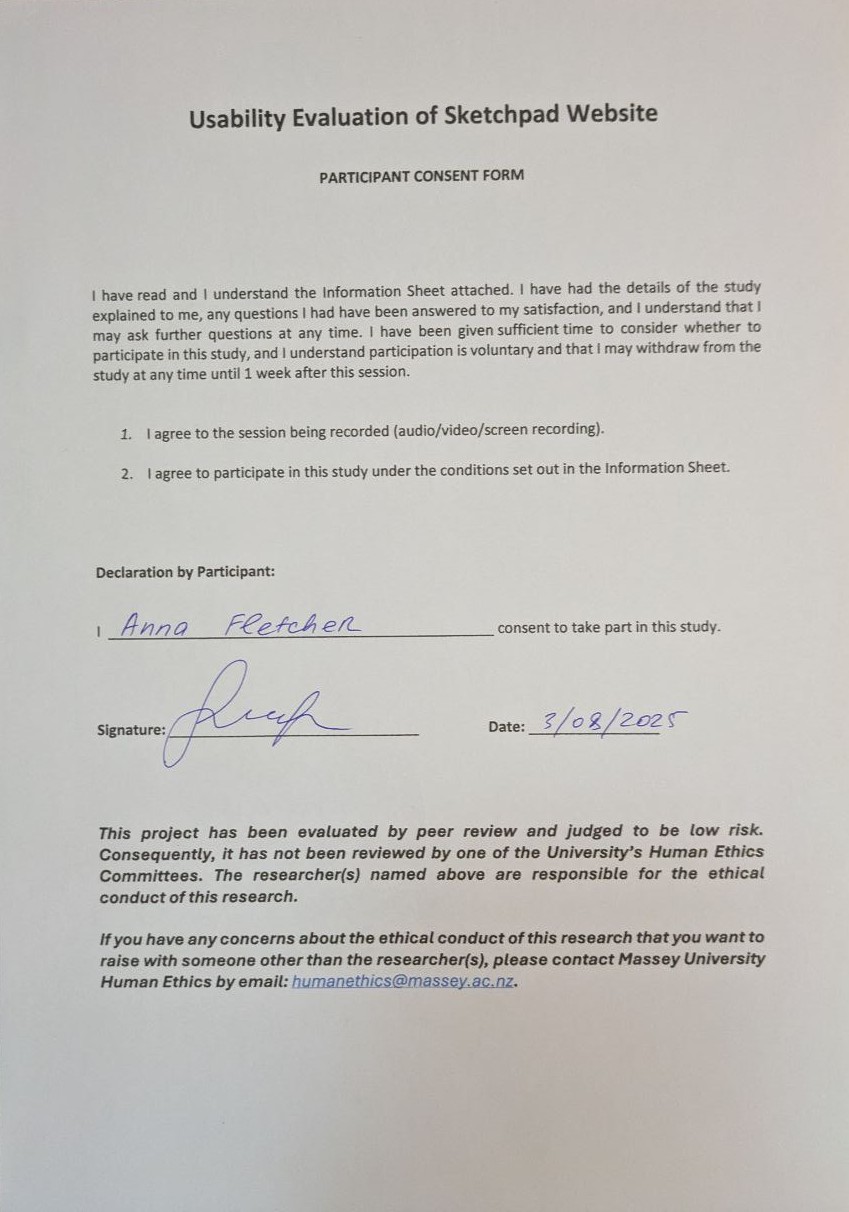 Usability Evaluation of Sketchpad Website
PARTICIPANT CONSENT FORM
I have read and I understand the Information Sheet attached. I have had the details of the study
explained to me, any questions I had have been answered to my satisfaction, and I understand that I
may ask further questions at any time. I have been given sufficient time to consider whether to
participate in this study, and I understand participation is voluntary and that I may withdraw from the
study at any time until 1 week after this session.
1. I agree to the session being recorded (audio/video/screen recording).
2. I agree to participate in this study under the conditions set out in the Information Sheet.
Declaration by Participant:
I Anna Fletcher consent to take part in this study.
Signature: Date: 3/08/2025
This project has been evaluated by peer review and judged to be low risk.
Consequently, it has not been reviewed by one of the University's Human Ethics
Committees. The researcher(s) named above are responsible for the ethical
conduct of this research.
If you have any concerns about the ethical conduct of this research that you want to
raise with someone other than the researcher(s), please contact Massey University
Human Ethics by email: humanethics@massey.ac.nz.